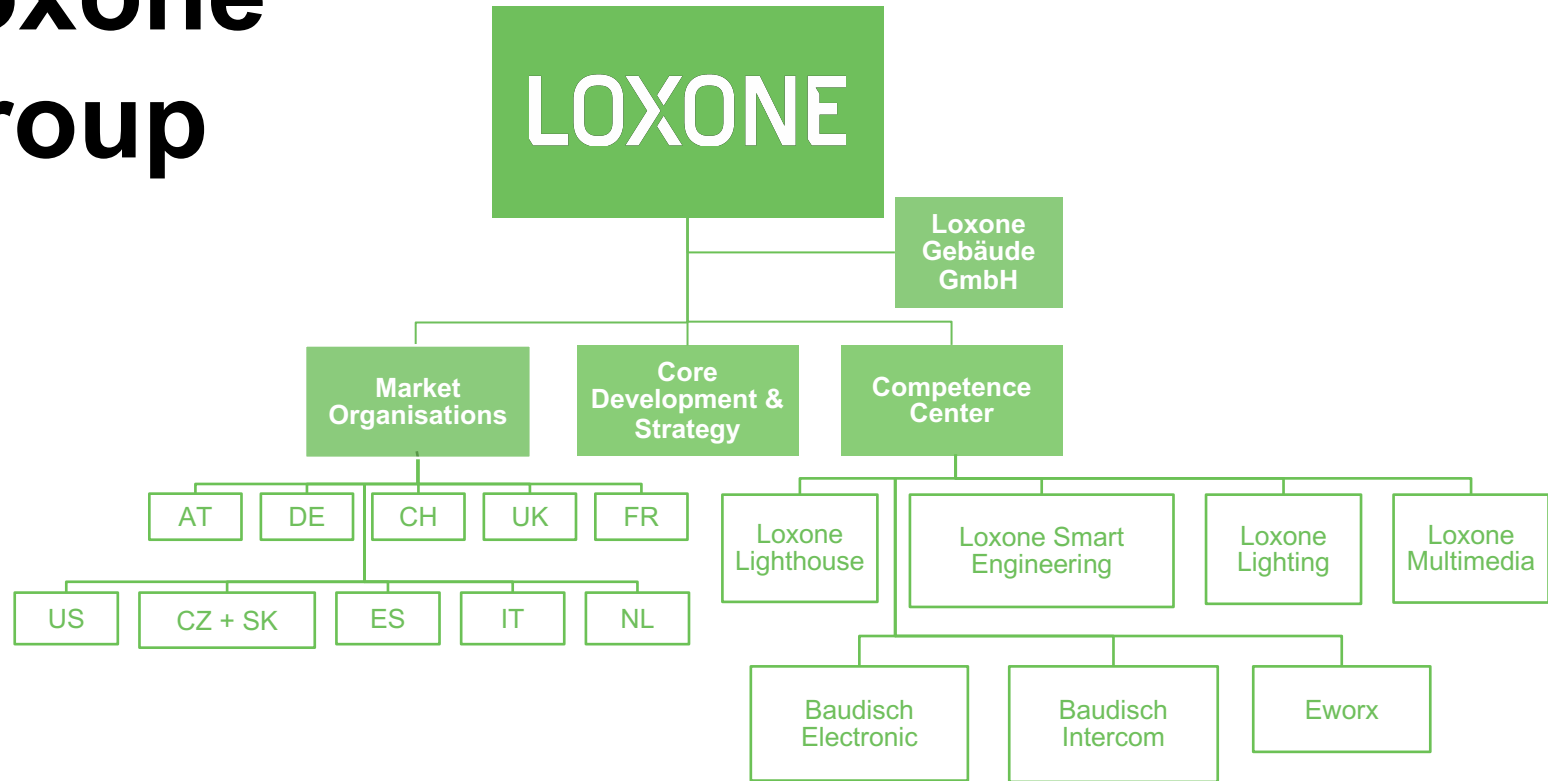 oxone
roup
LOXONE
Loxone
Gebäude
GmbH
Market
Organisations
Core
Development &
Strategy
Competence
Center
AT
DE
CH
UK
FR
US
CZ + SK
ES
IT
NL
Loxone
Lighthouse
Loxone Smart
Engineering
Loxone
Lighting
Loxone
Multimedia
Baudisch
Electronic
Baudisch
Intercom
Eworx